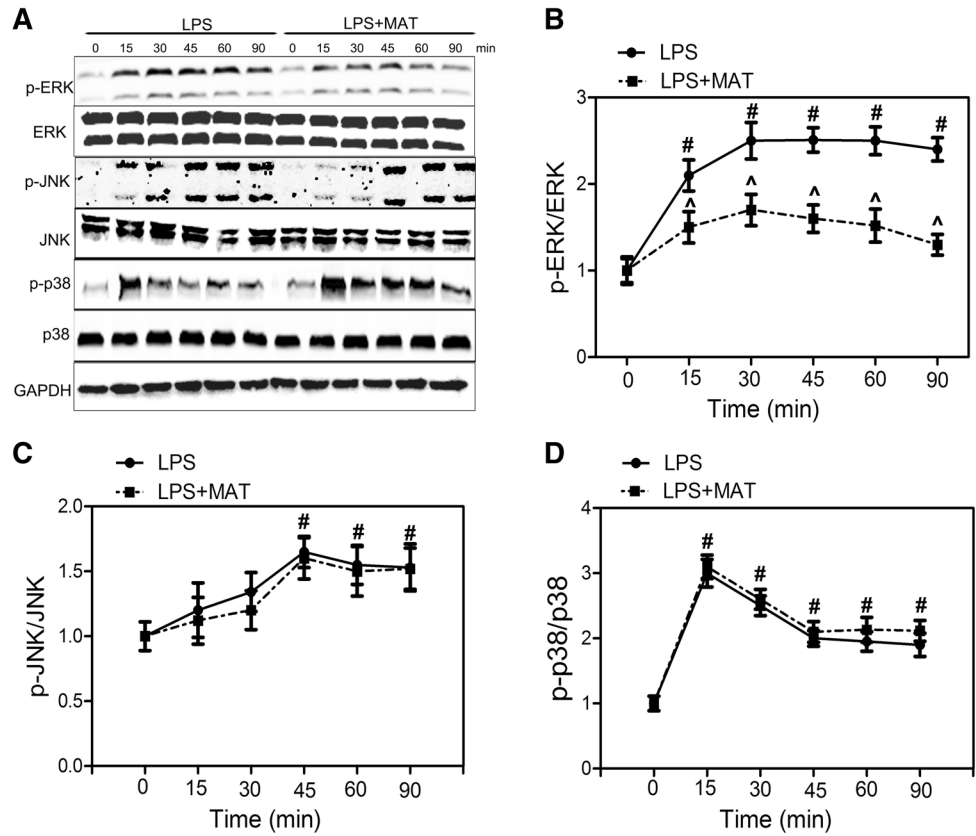 A
LPS LPS+MAT
0 15 30 45 60 90 0 15 30 45 60 90 min
p-ERK
ERK
p-JNK
JNK
p-p38
p38
GAPDH
B
LPS
LPS+MAT
p-ERK/ERK
3
2
1
0
# # # # #
^ ^ ^ ^ ^
0 15 30 45 60 90
Time (min)
C
LPS
LPS+MAT
p-JNK/JNK
2.0
1.5
1.0
0.5
0.0
# # #
0 15 30 45 60 90
Time (min)
D
LPS
LPS+MAT
p-p38/p38
4
3
2
1
0
# # # # #
0 15 30 45 60 90
Time (min)